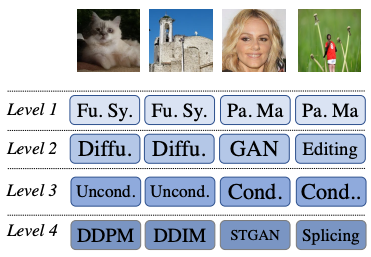 Level 1 Fu. Sy. Fu. Sy. Pa. Ma Pa. Ma
Level 2 Diffu. Diffu. GAN Editing
Level 3 Uncond. Uncond. Cond. Cond..
Level 4 DDPM DDIM STGAN Splicing